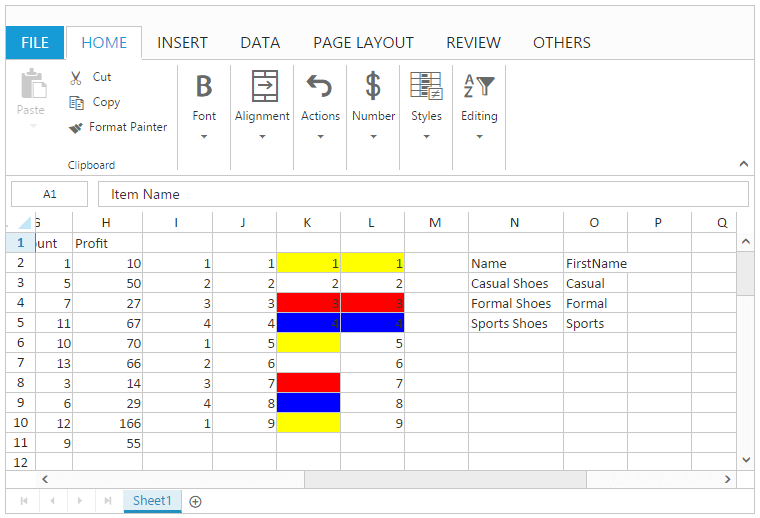 FILE HOME INSERT DATA PAGE LAYOUT REVIEW OTHERS
Paste
Cut
Copy
Format Painter
Clipboard
Font
Alignment
Actions
Number
Styles
Editing
A1 Item Name
G H I J K L M N O P Q
1 ount Profit
2 1 10 1 1 1 1 Name FirstName
3 5 50 2 2 2 2 Casual Shoes Casual
4 7 27 3 3 3 3 Formal Shoes Formal
5 11 67 4 4 4 4 Sports Shoes Sports
6 10 70 1 5 5
7 13 66 2 6 6
8 3 14 3 7 7
9 6 29 4 8 8
10 12 166 1 9 9
11 9 55
12
Sheet1